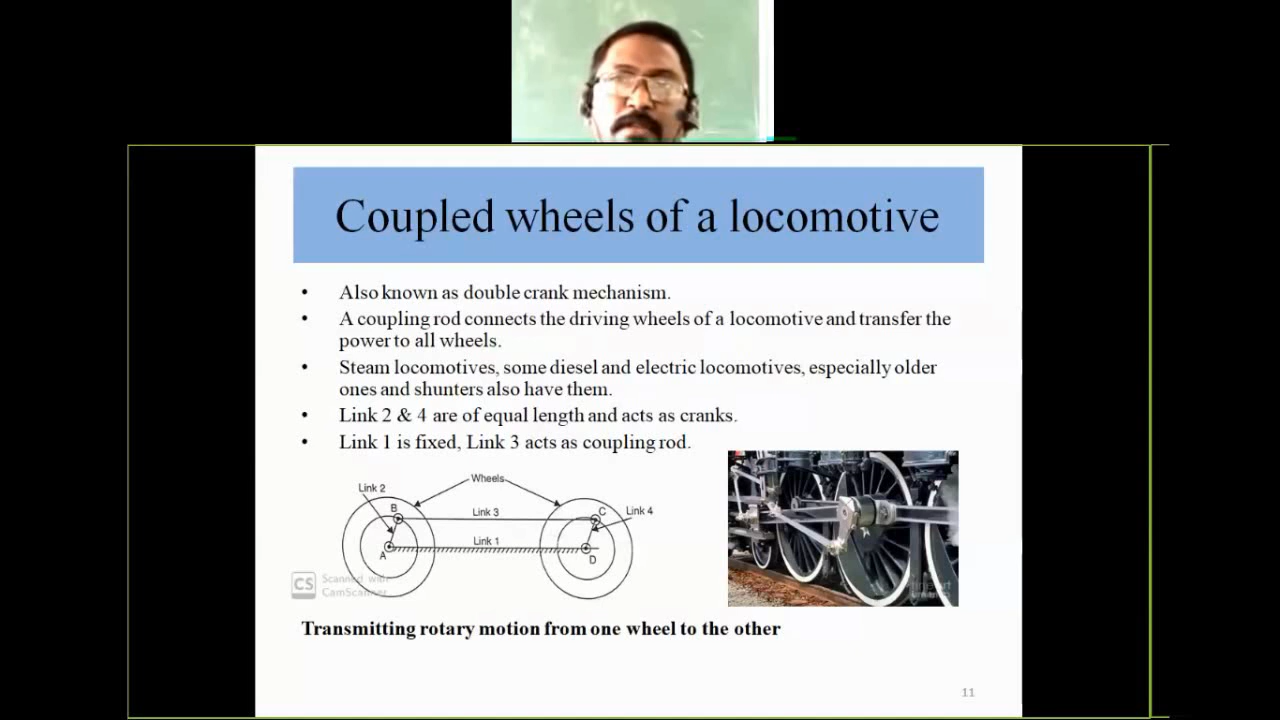 Coupled wheels of a locomotive
• Also known as double crank mechanism.
• A coupling rod connects the driving wheels of a locomotive and transfer the
power to all wheels.
• Steam locomotives, some diesel and electric locomotives, especially older
ones and shunters also have them.
• Link 2 & 4 are of equal length and acts as cranks.
• Link 1 is fixed, Link 3 acts as coupling rod.
Wheels
Link 2
B
Link 3
C
Link 4
Link 1
A
D
CS
Scanned with
CamScanner
Transmitting rotary motion from one wheel to the other
11